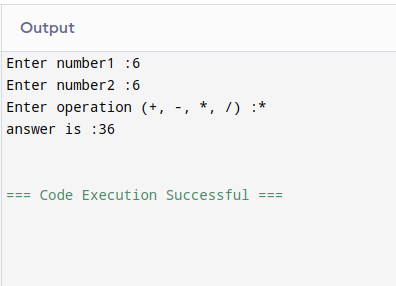 Output
Enter number1 :6
Enter number2 :6
Enter operation (+, -, *, /) :*
answer is :36
=== Code Execution Successful ===